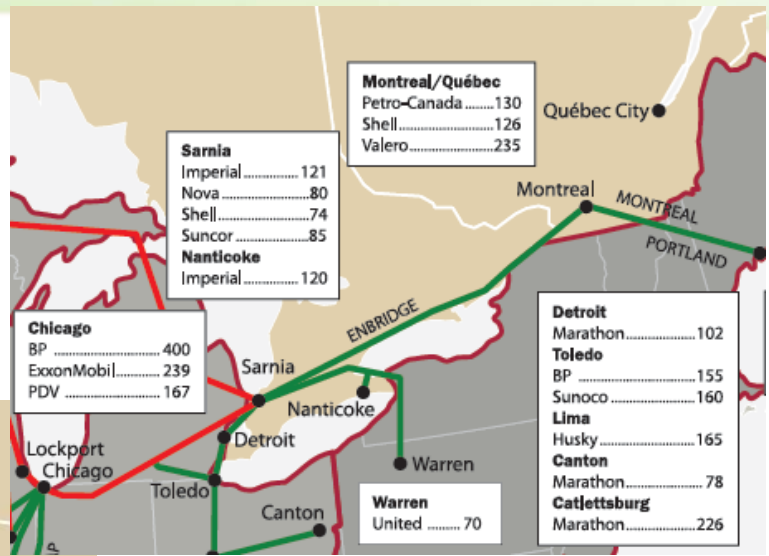 Montreal/Québec
Petro-Canada.......130
Shell.....................126
Valero...................235
Québec City
Sarnia
Imperial...............121
Nova......................80
Shell......................74
Suncor...................85
Nanticoke
Imperial...............120
Montreal
MONTREAL
PORTLAND
ENBRIDGE
Chicago
BP ......................400
ExxonMobil.........239
PDV ....................167
Sarnia
Nanticoke
Detroit
Marathon.............102
Toledo
BP ......................155
Sunoco ................160
Lima
Husky..................165
Canton
Marathon...............78
Catlettsburg
Marathon.............226
Lockport
Chicago
Detroit
Toledo
Warren
Canton
Warren
United .........70